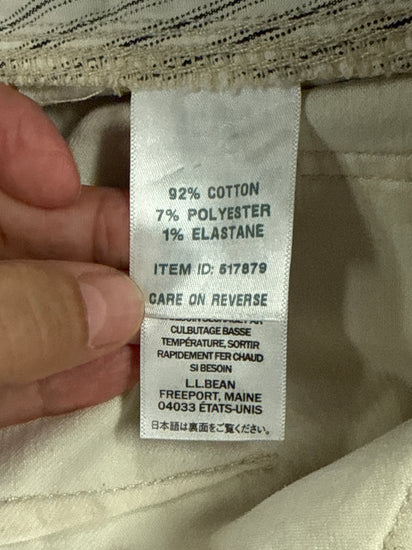 92% COTTON
7% POLYESTER
1% ELASTANE
ITEM ID: 517879
CARE ON REVERSE
CULBUTAGE BASSE
TEMPÉRATURE, SORTIR
RAPIDEMENT FER CHAUD
SI BESOIN
L.L.BEAN
FREEPORT, MAINE
04033 ÉTATS-UNIS
日本語は裏面をご覧ください。